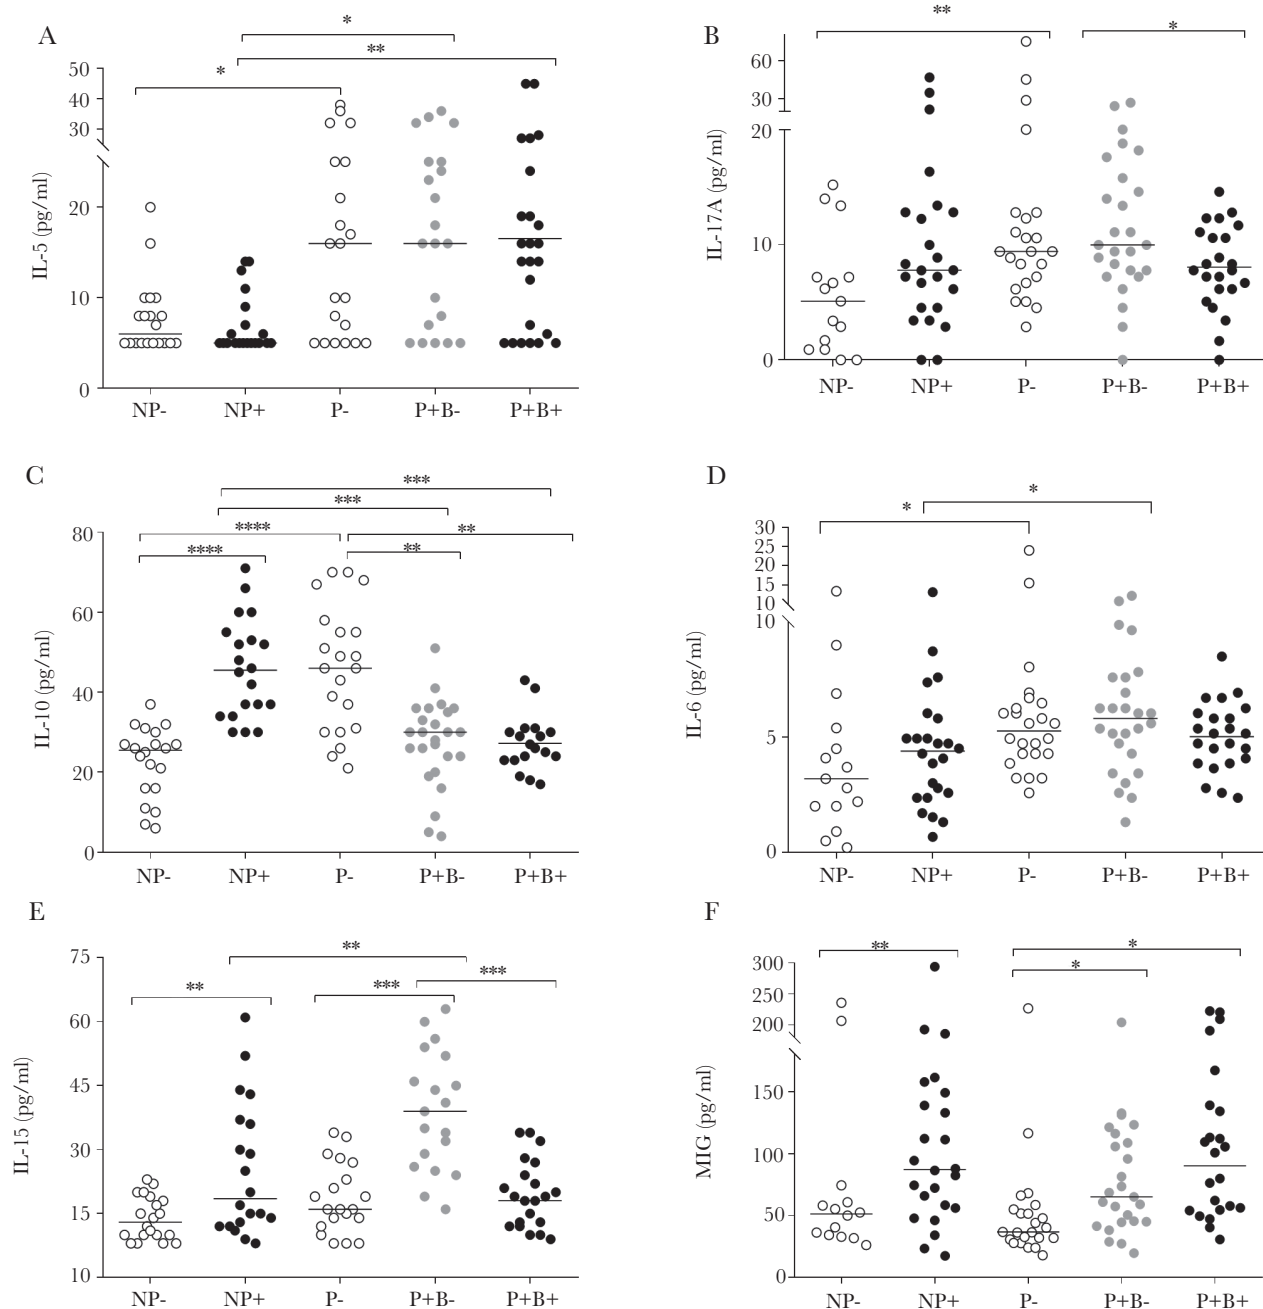 A
*
**
*
50
40
30
20
10
0
IL-5 (pg/ml)
NP- NP+ P- P+B- P+B+
B
**
*
60
30
20
10
0
IL-17A (pg/ml)
NP- NP+ P- P+B- P+B+
C
***
***
**** **
**** **
80
60
40
20
0
IL-10 (pg/ml)
NP- NP+ P- P+B- P+B+
D
*
*
30
25
20
15
10
10
5
0
IL-6 (pg/ml)
NP- NP+ P- P+B- P+B+
E
**
** *** ***
75
60
45
30
15
10
IL-15 (pg/ml)
NP- NP+ P- P+B- P+B+
F
** *
*
300
250
200
150
100
50
0
MIG (pg/ml)
NP- NP+ P- P+B- P+B+